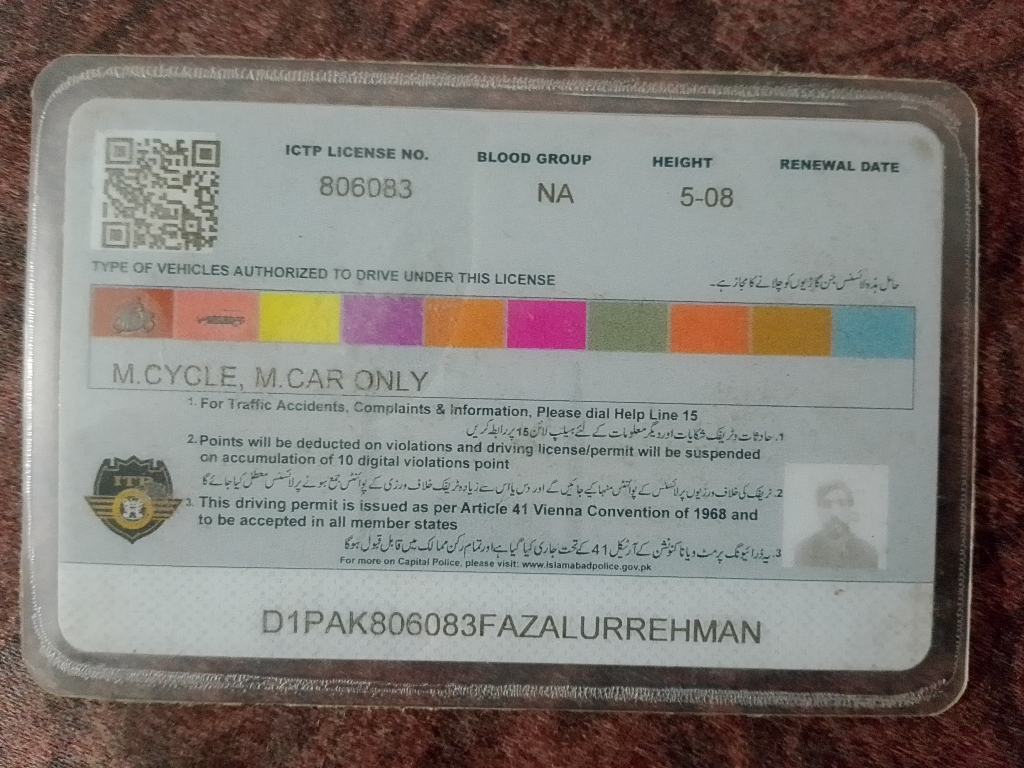 ICTP LICENSE NO.
BLOOD GROUP
HEIGHT
RENEWAL DATE
806083
NA
5-08
TYPE OF VEHICLES AUTHORIZED TO DRIVE UNDER THIS LICENSE
حامل ہذہ لائسنس جن گاڑیوں کو چلانے کا مجاز ہے۔
M.CYCLE, M.CAR ONLY
1. For Traffic Accidents, Complaints & Information, Please dial Help Line 15
1. حادثات و ٹریفک شکایات اور دیگر معلومات کے لئے ہیلپ لائن 15 پر رابطہ کریں
2. Points will be deducted on violations and driving license/permit will be suspended
on accumulation of 10 digital violations point
2. ٹریفک کی خلاف ورزیوں پر لائسنس کے پوائنٹس منہا کیے جائیں گے اور دس یا اس سے زیادہ ٹریفک خلاف ورزی کے پوائنٹس جمع ہونے پر لائسنس معطل کیا جائے گا
ITP
3. This driving permit is issued as per Article 41 Vienna Convention of 1968 and
to be accepted in all member states
3. یہ ڈرائیونگ پرمٹ ویانا کنونشن کے آرٹیکل 41 کے تحت جاری کیا گیا ہے اور تمام رکن ممالک میں قابل قبول ہوگا
For more on Capital Police, please visit: www.islamabadpolice.gov.pk
D1PAK806083FAZALURREHMAN